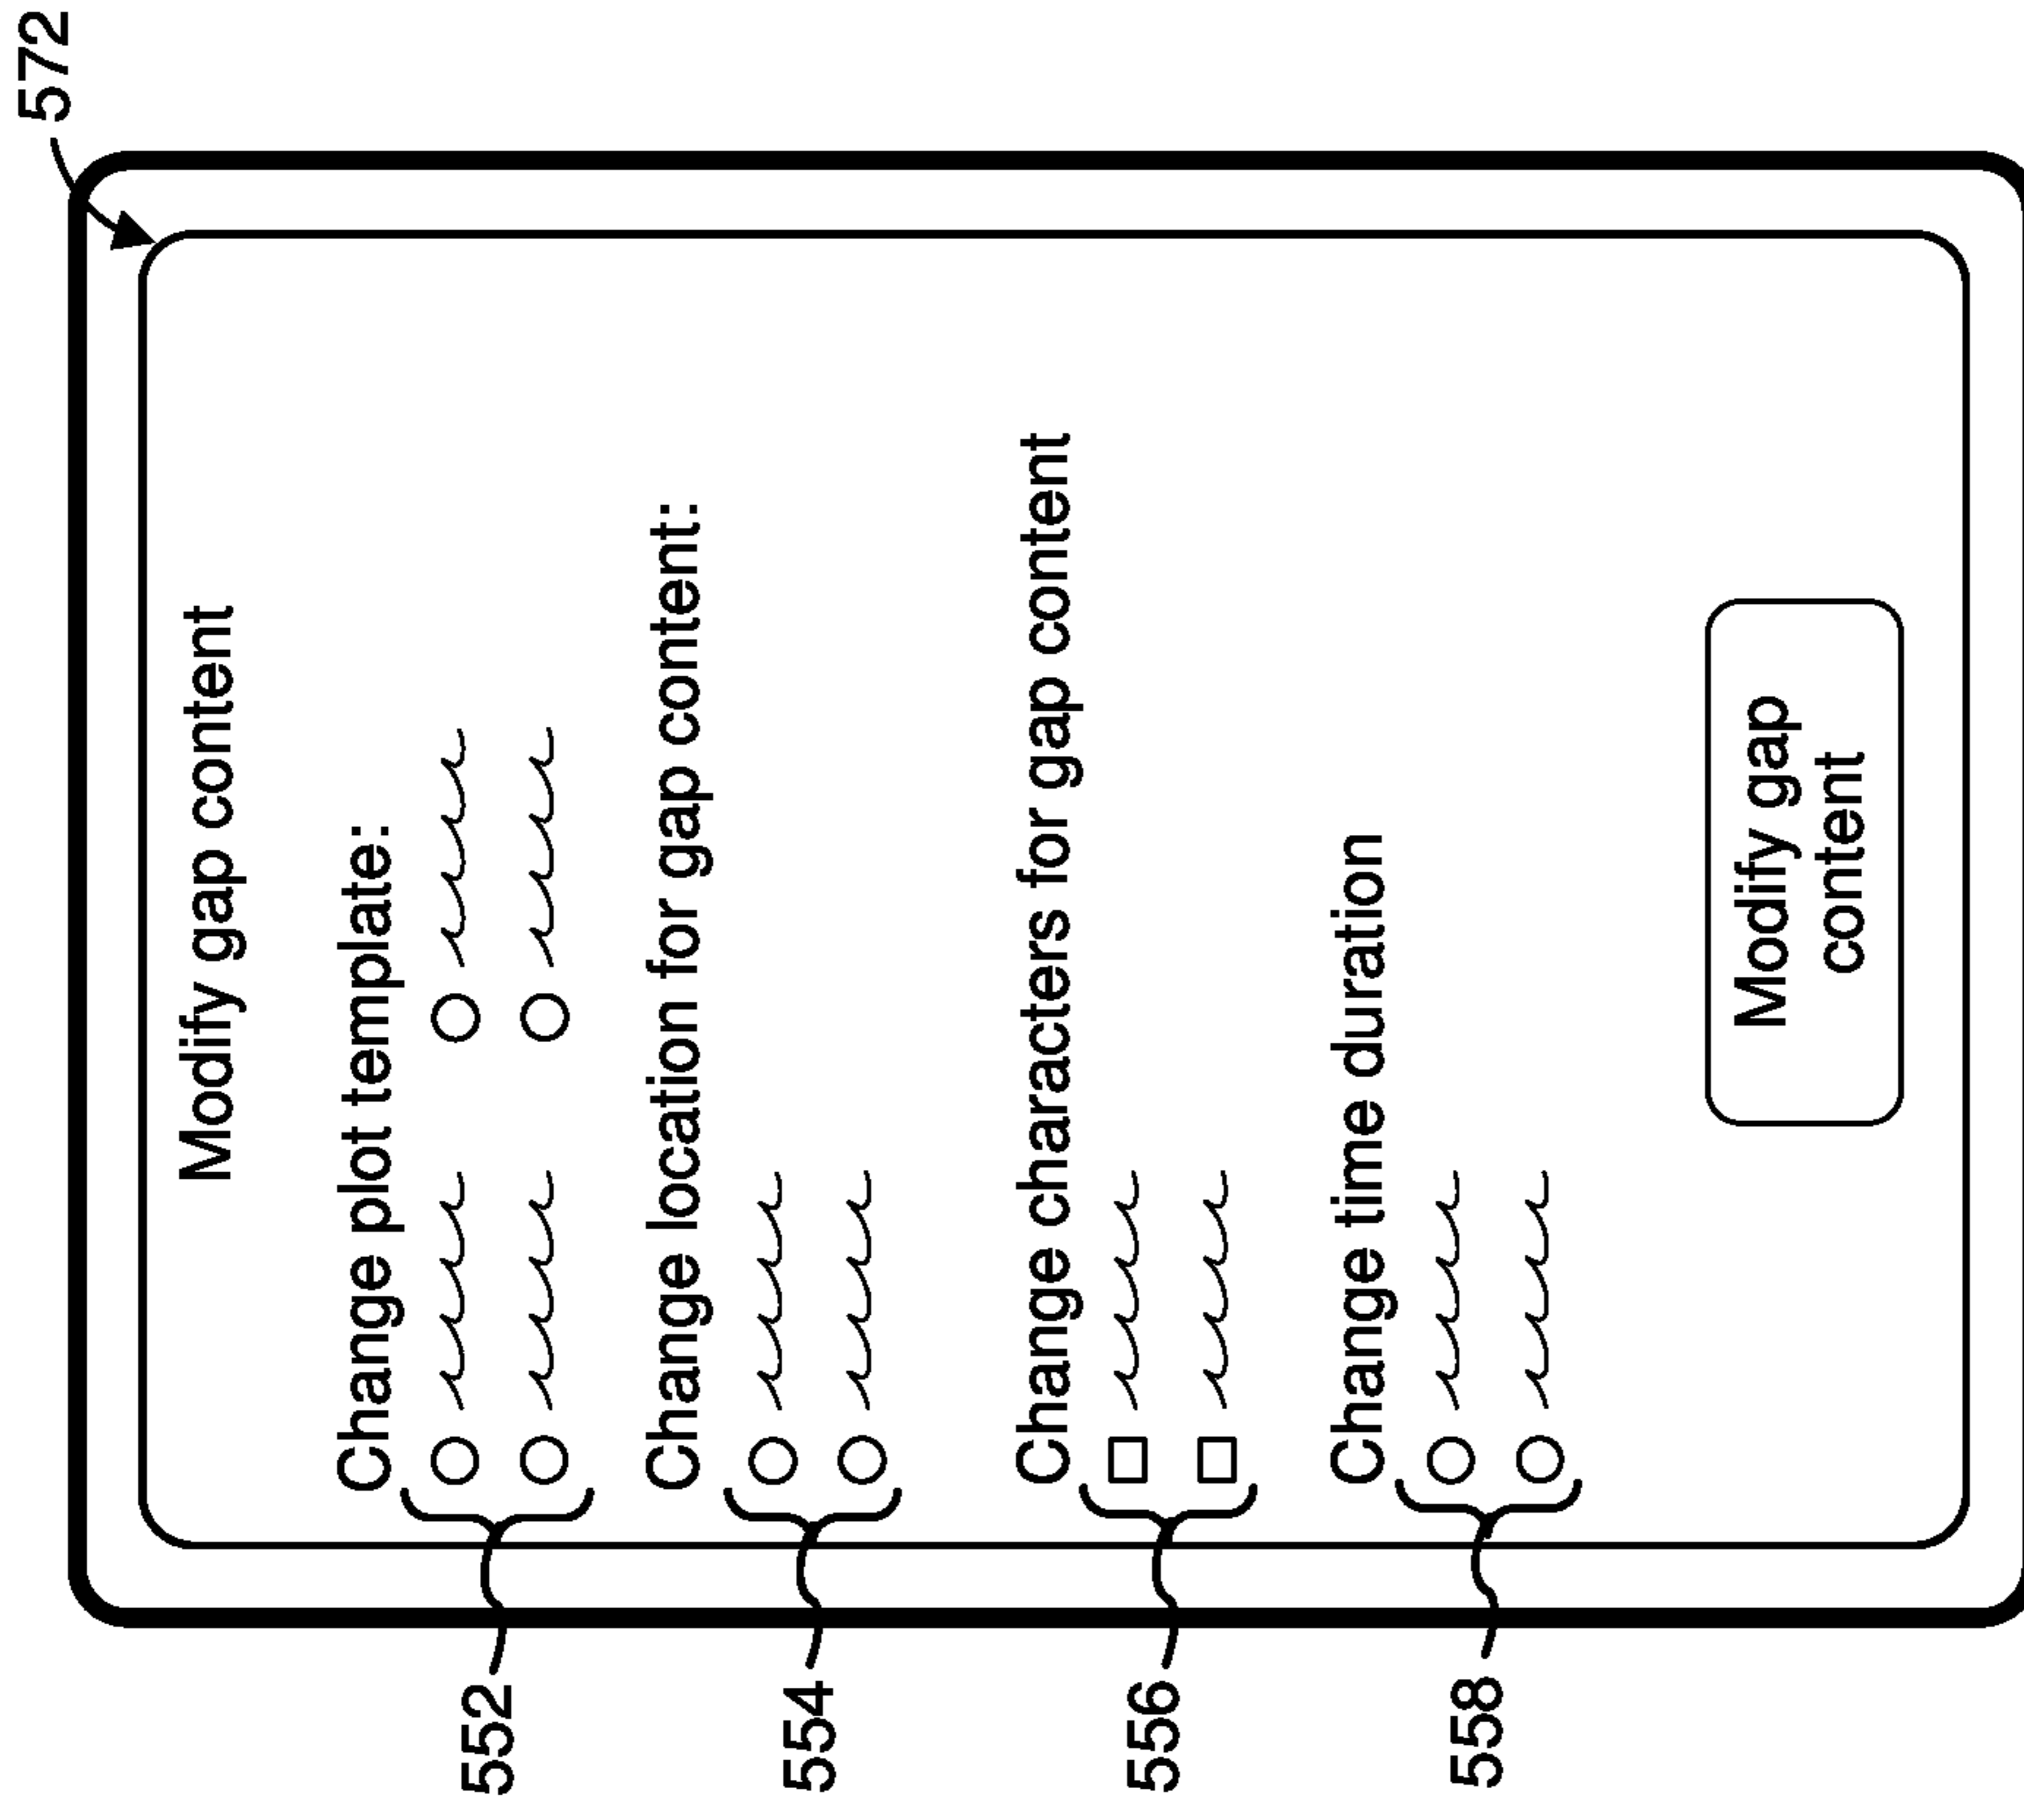 572
Modify gap content
Change plot template:
552
Change location for gap content:
554
Change characters for gap content
556
Change time duration
558
Modify gap
content